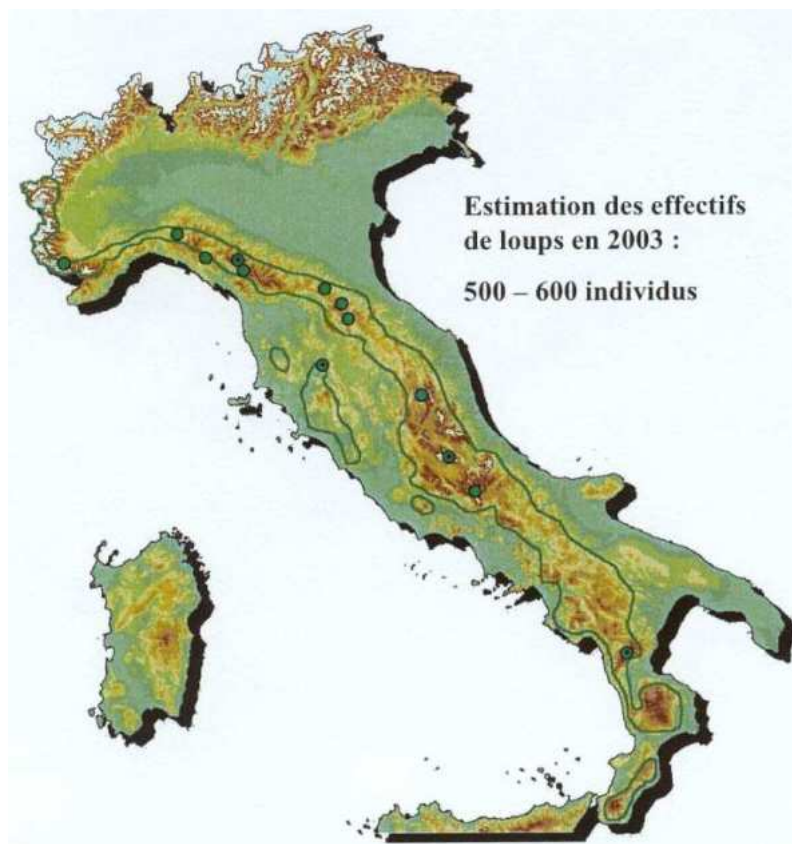 Estimation des effectifs
de loups en 2003 :
500 – 600 individus